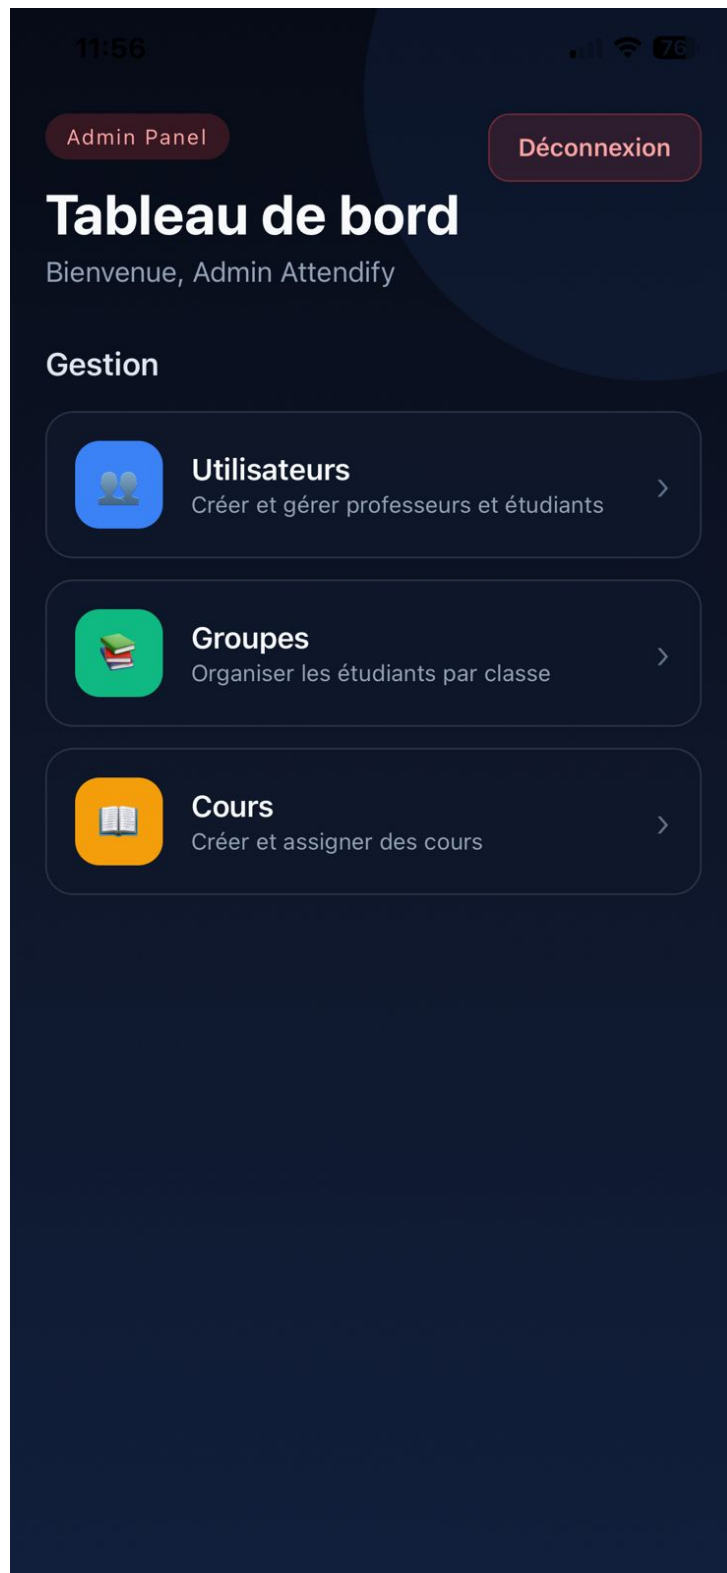 11:56
76
Admin Panel
Déconnexion
Tableau de bord
Bienvenue, Admin Attendify
Gestion
Utilisateurs
Créer et gérer professeurs et étudiants
Groupes
Organiser les étudiants par classe
Cours
Créer et assigner des cours